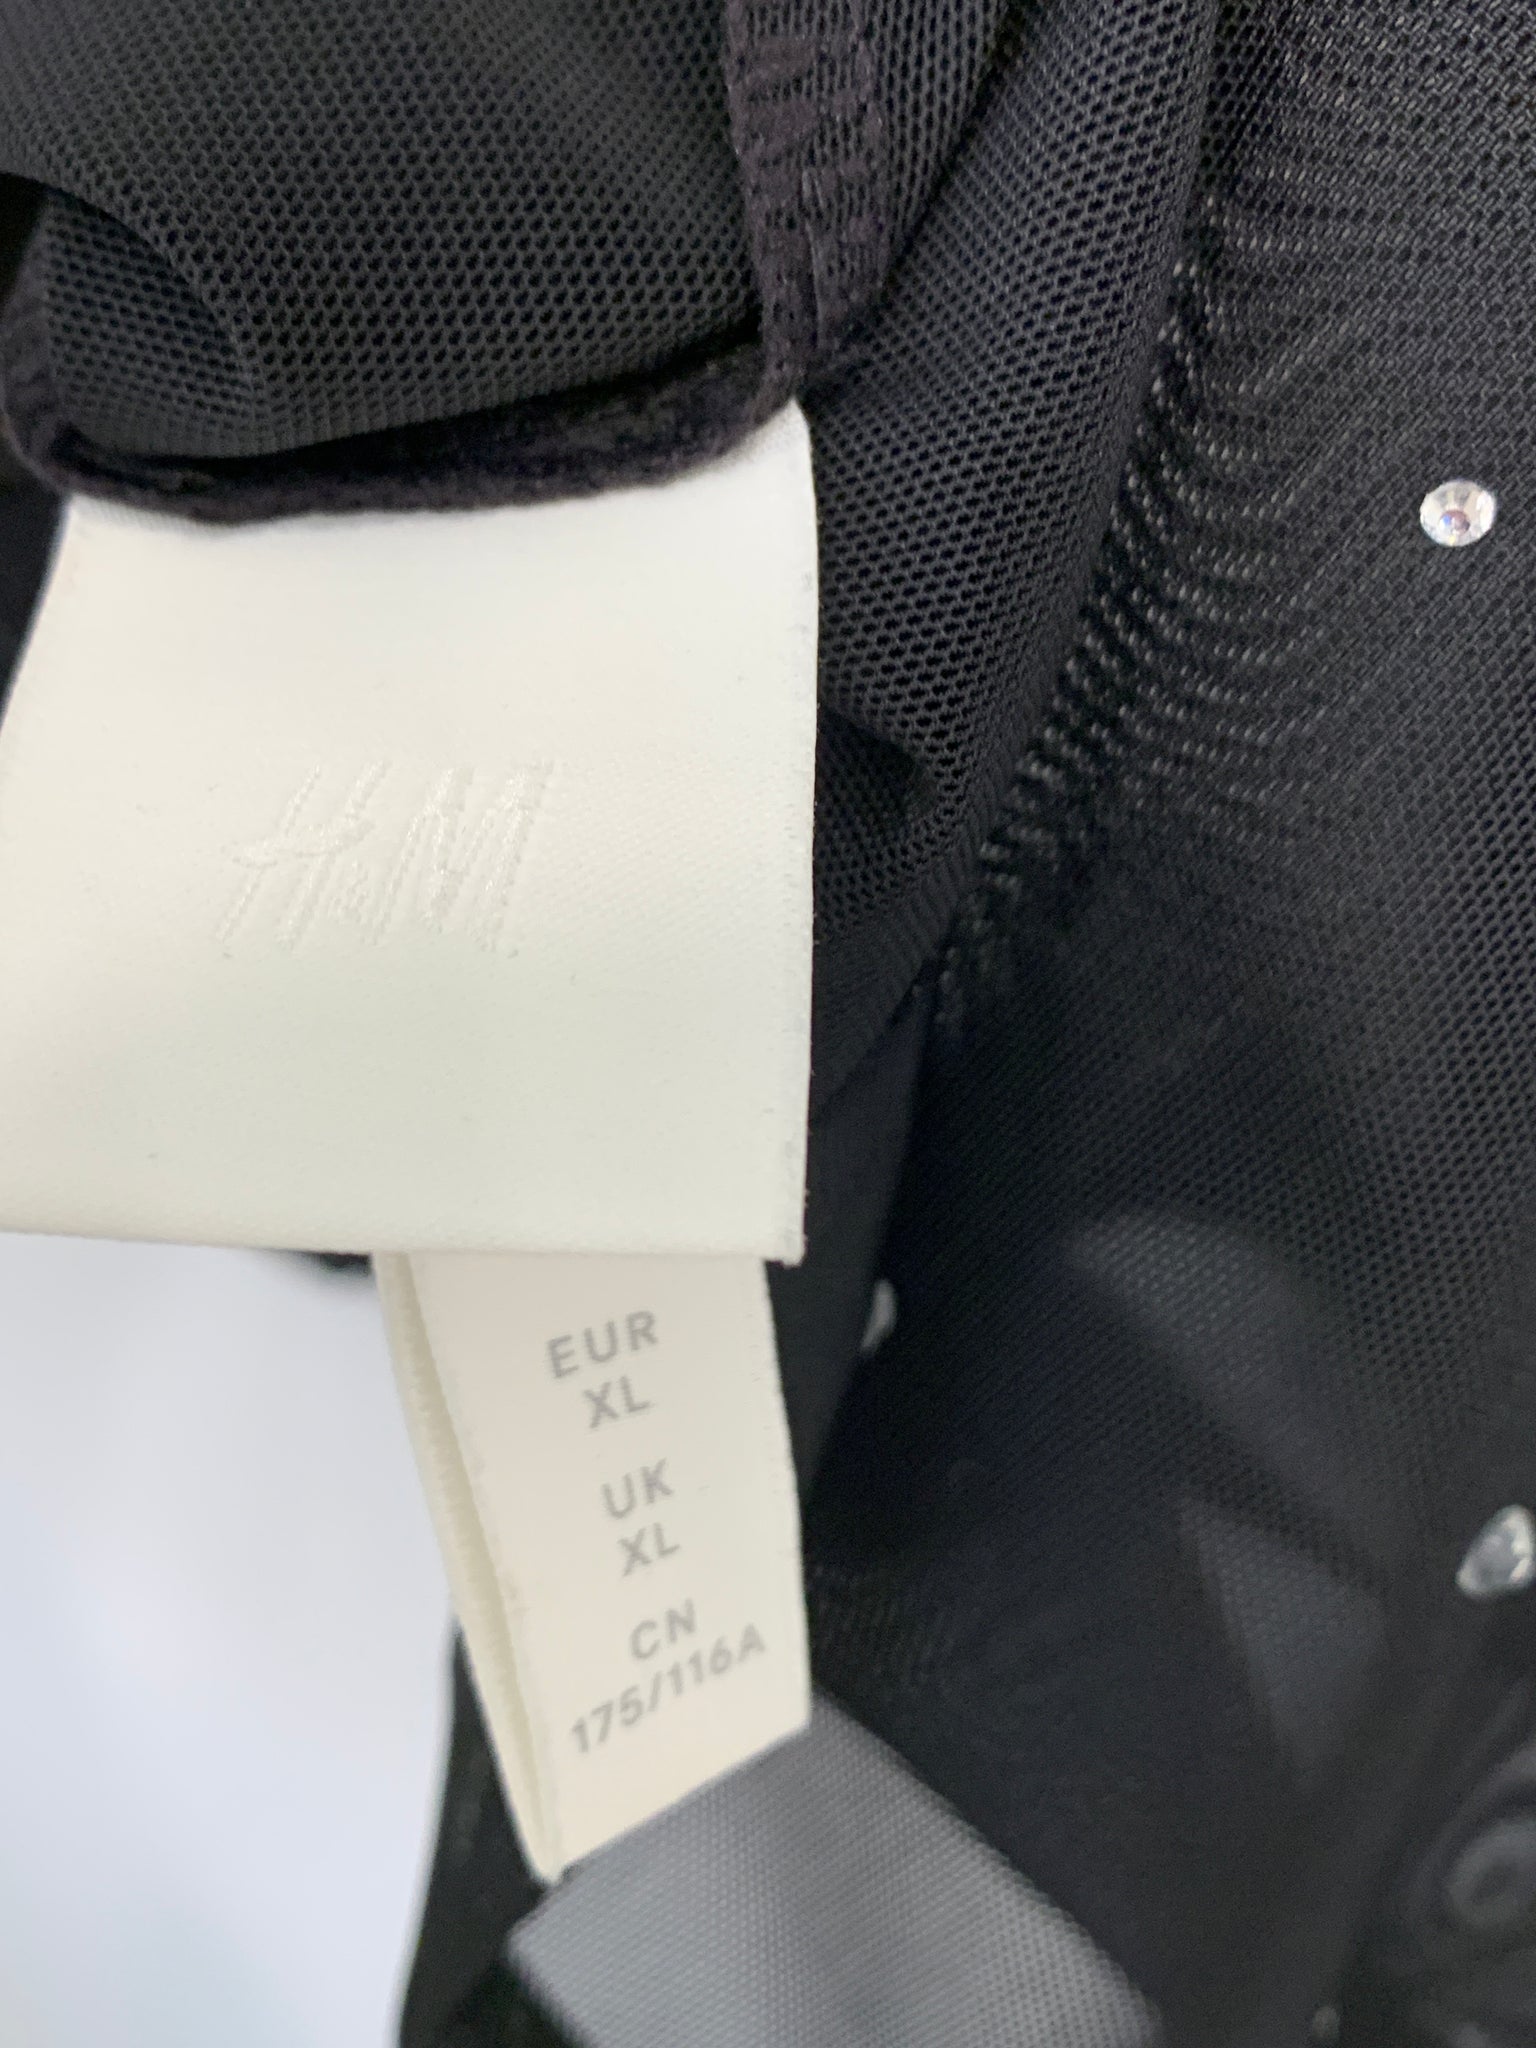 H&M
EUR
XL
UK
XL
CN
175/116A